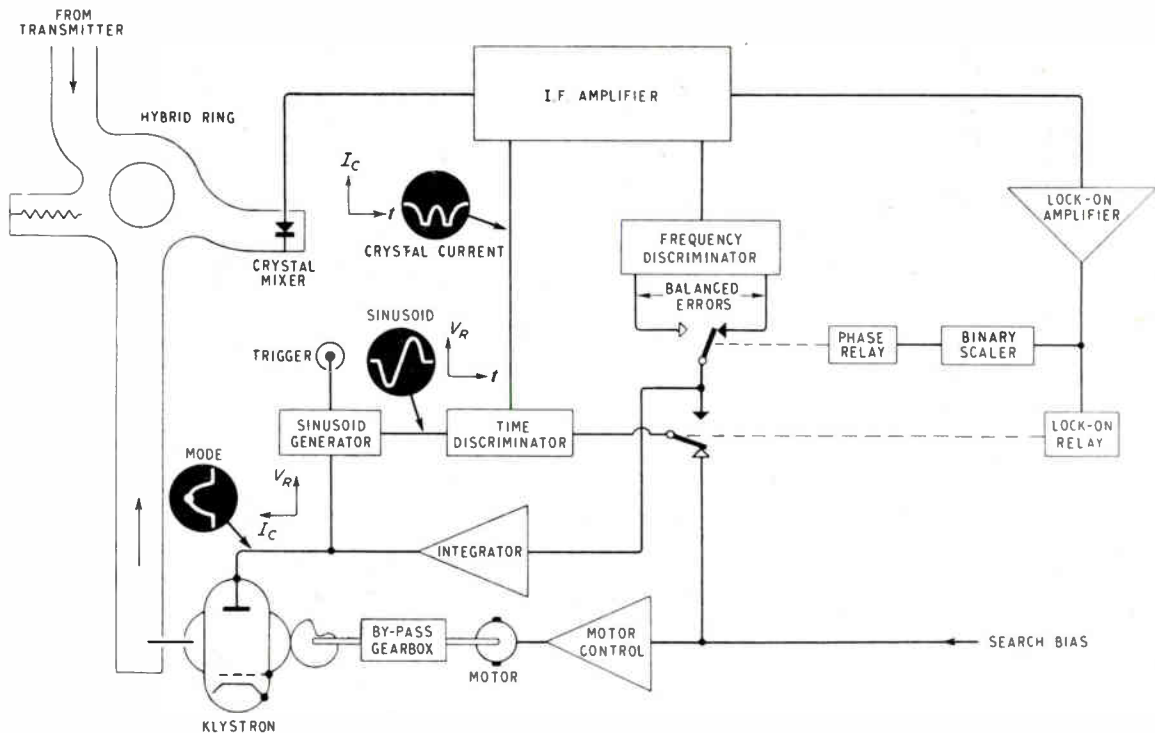 FROM
TRANSMITTER
HYBRID RING
I.F. AMPLIFIER
I_C
t
CRYSTAL CURRENT
CRYSTAL
MIXER
LOCK-ON
AMPLIFIER
FREQUENCY
DISCRIMINATOR
BALANCED
ERRORS
SINUSOID
V_R
t
TRIGGER
PHASE
RELAY
BINARY
SCALER
SINUSOID
GENERATOR
TIME
DISCRIMINATOR
LOCK-ON
RELAY
MODE
V_R
I_C
INTEGRATOR
BY-PASS
GEARBOX
MOTOR
MOTOR
CONTROL
SEARCH BIAS
KLYSTRON